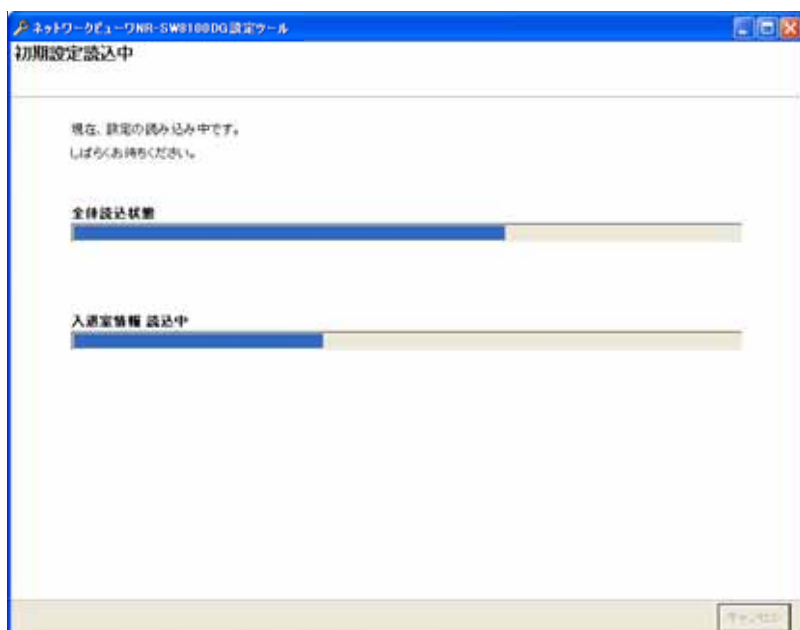 ネットワークビューワNR-SW8100DG設定ツール
初期設定読込中
現在、設定の読み込み中です。
しばらくお待ちください。
全体読込状態
入退室情報 読込中
キャンセル